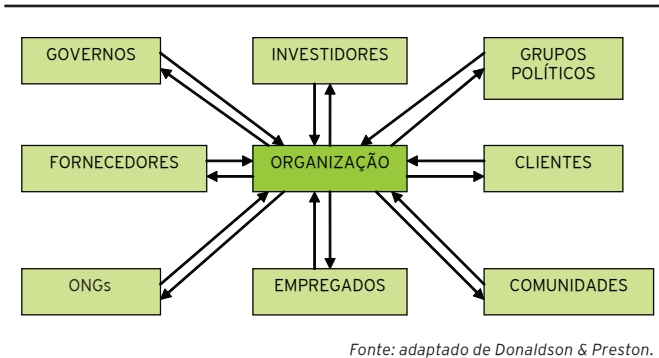 GOVERNOS
INVESTIDORES
GRUPOS
POLÍTICOS
FORNECEDORES
ORGANIZAÇÃO
CLIENTES
ONGs
EMPREGADOS
COMUNIDADES
Fonte: adaptado de Donaldson & Preston.